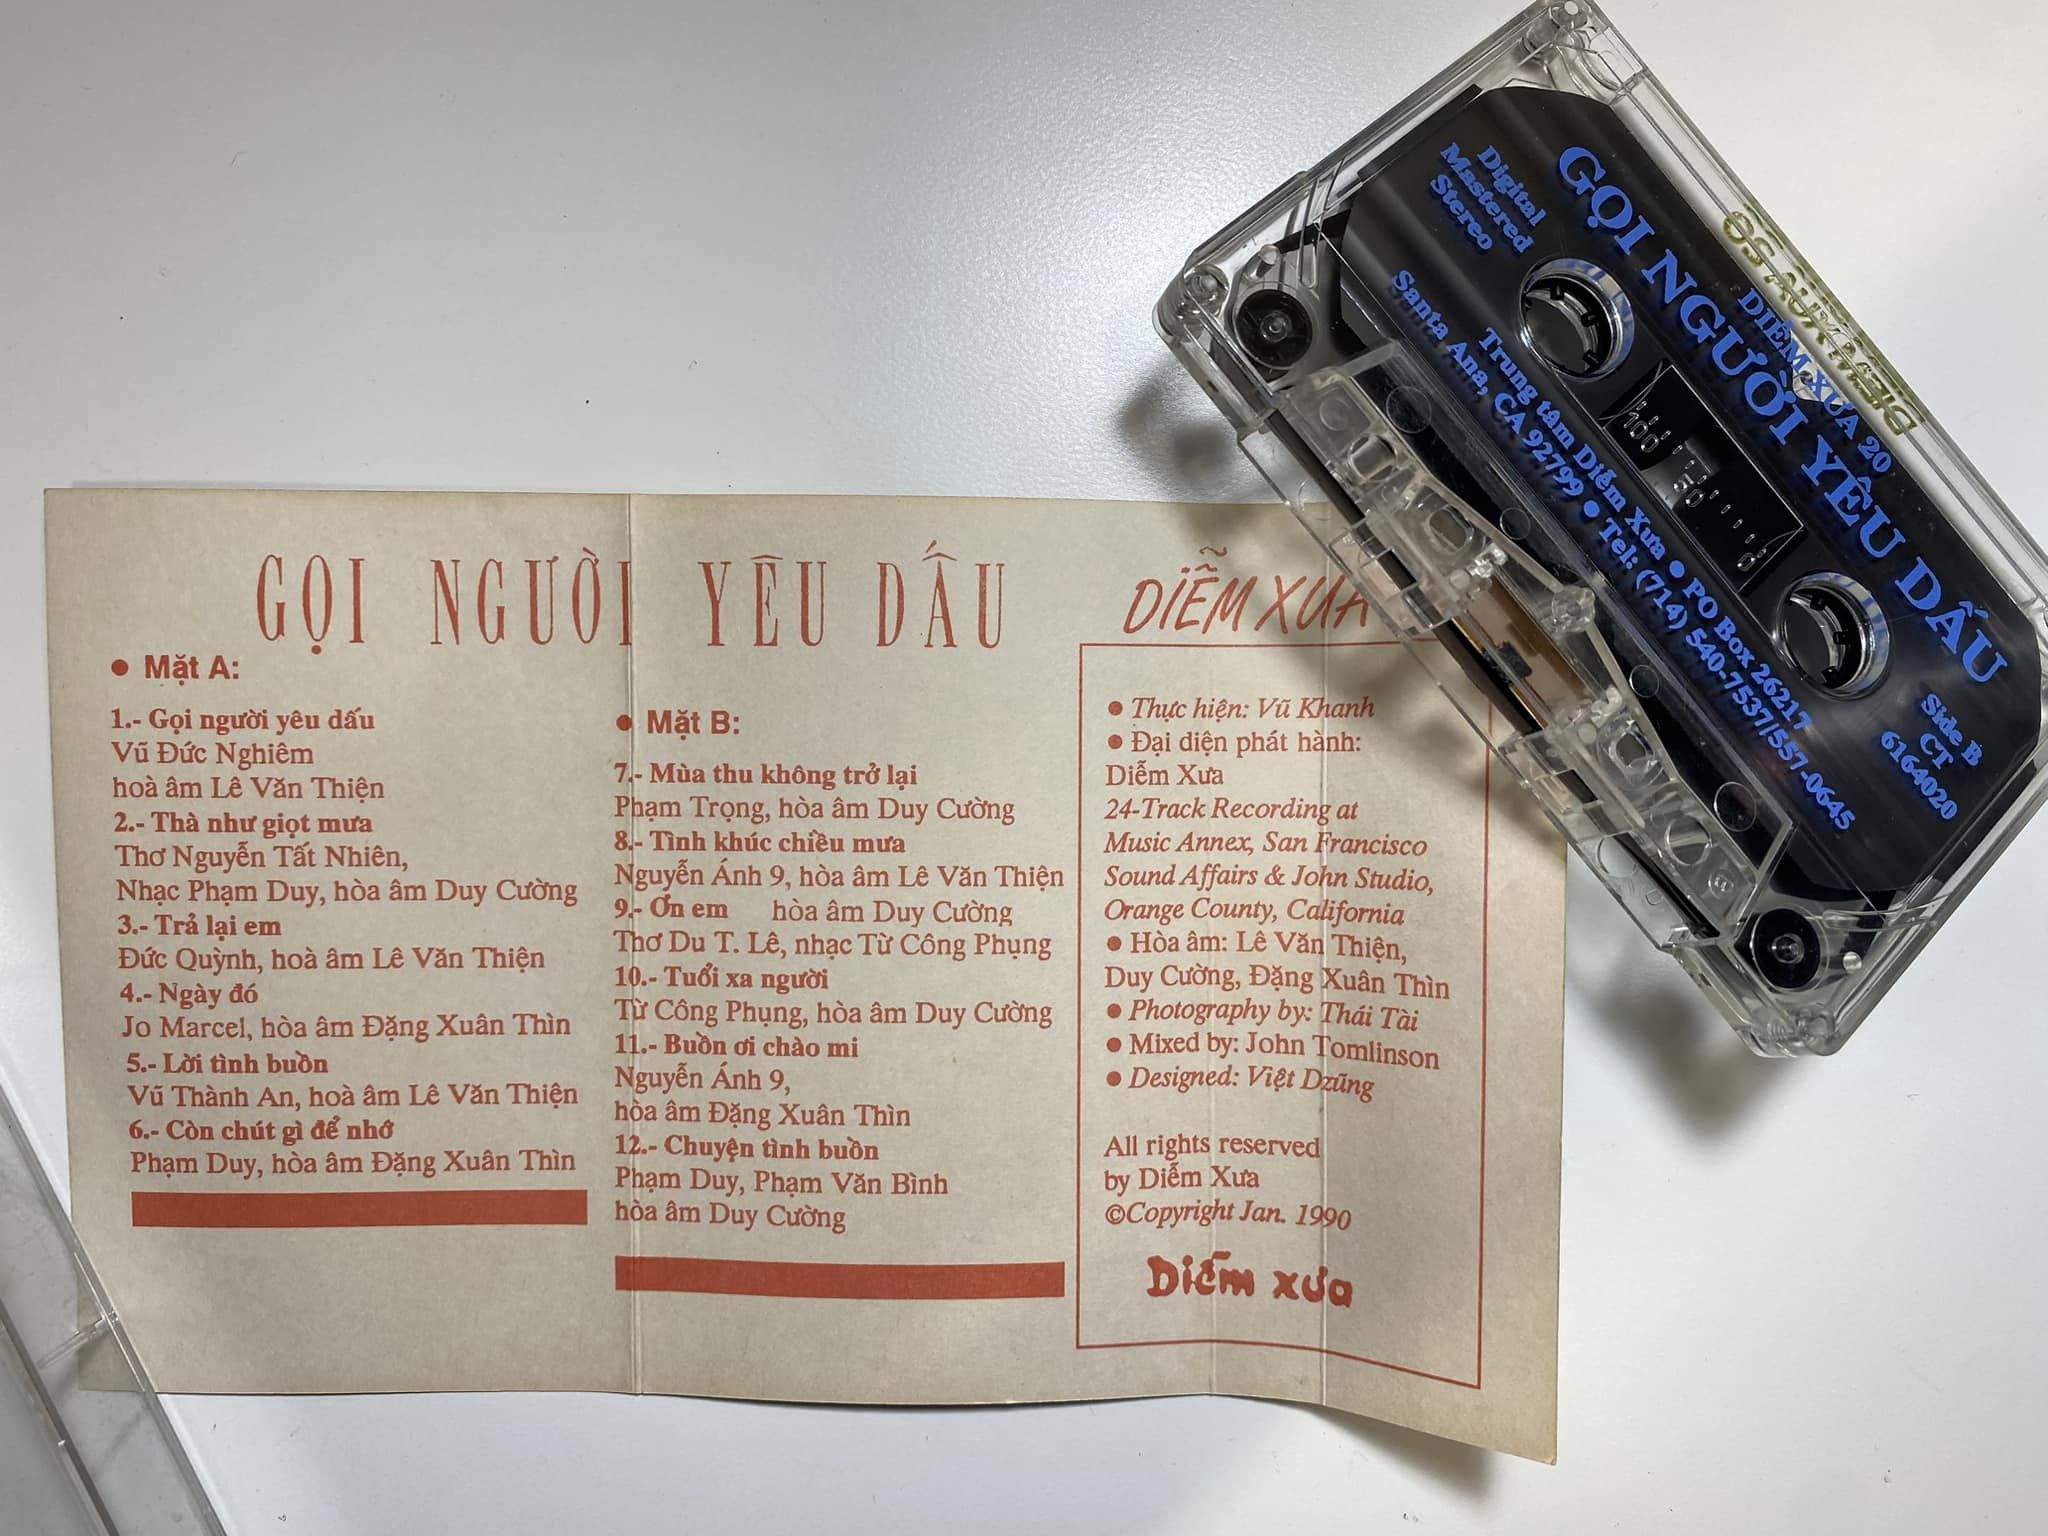 GỌI NGƯỜI YÊU DẤU
• Mặt A:
1.- Gọi người yêu dấu
Vũ Đức Nghiêm
hoà âm Lê Văn Thiện
2.- Thà như giọt mưa
Thơ Nguyễn Tất Nhiên,
Nhạc Phạm Duy, hòa âm Duy Cường
3.- Trả lại em
Đức Quỳnh, hoà âm Lê Văn Thiện
4.- Ngày đó
Jo Marcel, hòa âm Đặng Xuân Thìn
5.- Lời tình buồn
Vũ Thành An, hoà âm Lê Văn Thiện
6.- Còn chút gì để nhớ
Phạm Duy, hòa âm Đặng Xuân Thìn
• Mặt B:
7.- Mùa thu không trở lại
Phạm Trọng, hòa âm Duy Cường
8.- Tình khúc chiều mưa
Nguyễn Ánh 9, hòa âm Lê Văn Thiện
9.- Ơn em hòa âm Duy Cường
Thơ Du T. Lê, nhạc Từ Công Phụng
10.- Tuổi xa người
Từ Công Phụng, hòa âm Duy Cường
11.- Buồn ơi chào mi
Nguyễn Ánh 9,
hòa âm Đặng Xuân Thìn
12.- Chuyện tình buồn
Phạm Duy, Phạm Văn Bình
hòa âm Duy Cường
DIỄM XƯA
• Thực hiện: Vũ Khanh
• Đại diện phát hành:
Diễm Xưa
24-Track Recording at
Music Annex, San Francisco
Sound Affairs & John Studio,
Orange County, California
• Hòa âm: Lê Văn Thiện,
Duy Cường, Đặng Xuân Thìn
• Photography by: Thái Tài
• Mixed by: John Tomlinson
• Designed: Việt Dzũng
All rights reserved
by Diễm Xưa
©Copyright Jan. 1990
Diễm xưa
DIỄM XƯA 20
GỌI NGƯỜI YÊU DẤU
Digital
Mastered
Stereo
100 50 0
Side B
CT
6164020
Trung tâm Diễm Xưa • PO Box 26217
Santa Ana, CA 92799 • Tel: (714) 540-7537/557-0645